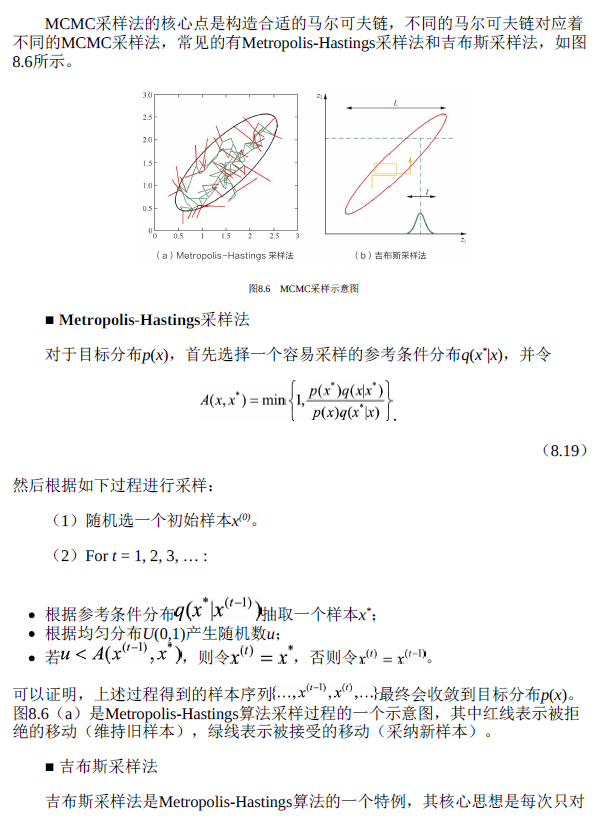 MCMC采样法的核心点是构造合适的马尔可夫链，不同的马尔可夫链对应着
不同的MCMC采样法，常见的有Metropolis-Hastings采样法和吉布斯采样法，如图
8.6所示。
3.0
2.5
2.0
1.5
1.0
0.5
0
0.5
1
1.5
2
2.5
3
（a）Metropolis-Hastings 采样法
z₂
L
l
z₁
（b）吉布斯采样法
图8.6 MCMC采样示意图
■ Metropolis-Hastings采样法
对于目标分布p(x)，首先选择一个容易采样的参考条件分布q(x*|x)，并令
A(x, x*) = min{1, p(x*)q(x|x*) / p(x)q(x*|x)}.
（8.19）
然后根据如下过程进行采样：
（1）随机选一个初始样本x⁽⁰⁾。
（2）For t = 1, 2, 3, … :
● 根据参考条件分布q(x*|x⁽ᵗ⁻¹⁾)抽取一个样本x*；
● 根据均匀分布U(0,1)产生随机数u；
● 若u < A(x⁽ᵗ⁻¹⁾, x*)，则令x⁽ᵗ⁾ = x*，否则令x⁽ᵗ⁾ = x⁽ᵗ⁻¹⁾。
可以证明，上述过程得到的样本序列{…, x⁽ᵗ⁻¹⁾, x⁽ᵗ⁾, …}最终会收敛到目标分布p(x)。
图8.6（a）是Metropolis-Hastings算法采样过程的一个示意图，其中红线表示被拒
绝的移动（维持旧样本），绿线表示被接受的移动（采纳新样本）。
■ 吉布斯采样法
吉布斯采样法是Metropolis-Hastings算法的一个特例，其核心思想是每次只对